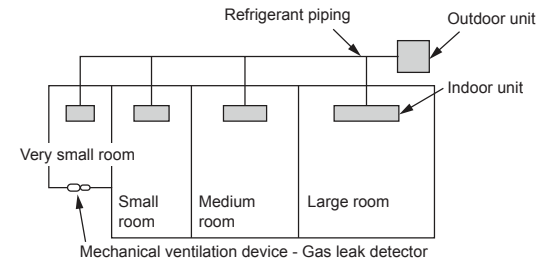 Refrigerant piping
Outdoor unit
Indoor unit
Very small room
Small
room
Medium
room
Large room
Mechanical ventilation device - Gas leak detector